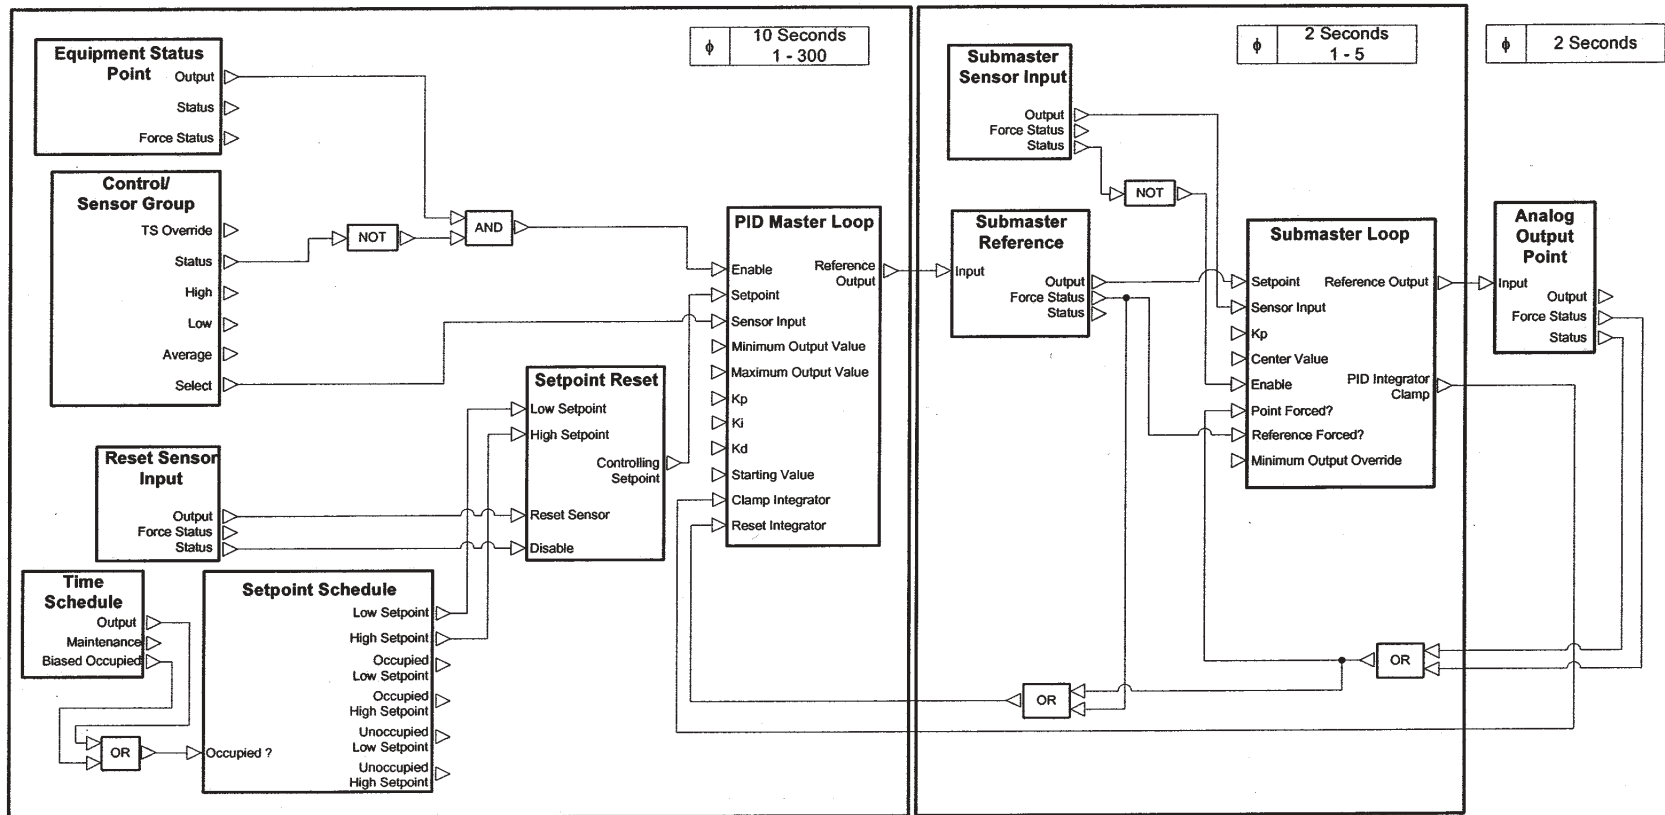 Equipment Status
Point
Output
Status
Force Status
Control/
Sensor Group
TS Override
Status
High
Low
Average
Select
NOT
AND
Reset Sensor
Input
Output
Force Status
Status
Time
Schedule
Output
Maintenance
Biased Occupied
OR
Setpoint Schedule
Low Setpoint
High Setpoint
Occupied
Low Setpoint
Occupied
High Setpoint
Unoccupied
Low Setpoint
Unoccupied
High Setpoint
Occupied ?
Setpoint Reset
Low Setpoint
High Setpoint
Controlling
Setpoint
Reset Sensor
Disable
ϕ
10 Seconds
1 - 300
PID Master Loop
Enable
Reference
Output
Setpoint
Sensor Input
Minimum Output Value
Maximum Output Value
Kp
Ki
Kd
Starting Value
Clamp Integrator
Reset Integrator
Submaster
Sensor Input
Output
Force Status
Status
NOT
Submaster
Reference
Input
Output
Force Status
Status
OR
ϕ
2 Seconds
1 - 5
Submaster Loop
Setpoint
Reference Output
Sensor Input
Kp
Center Value
Enable
PID Integrator
Clamp
Point Forced?
Reference Forced?
Minimum Output Override
OR
ϕ
2 Seconds
Analog
Output
Point
Input
Output
Force Status
Status